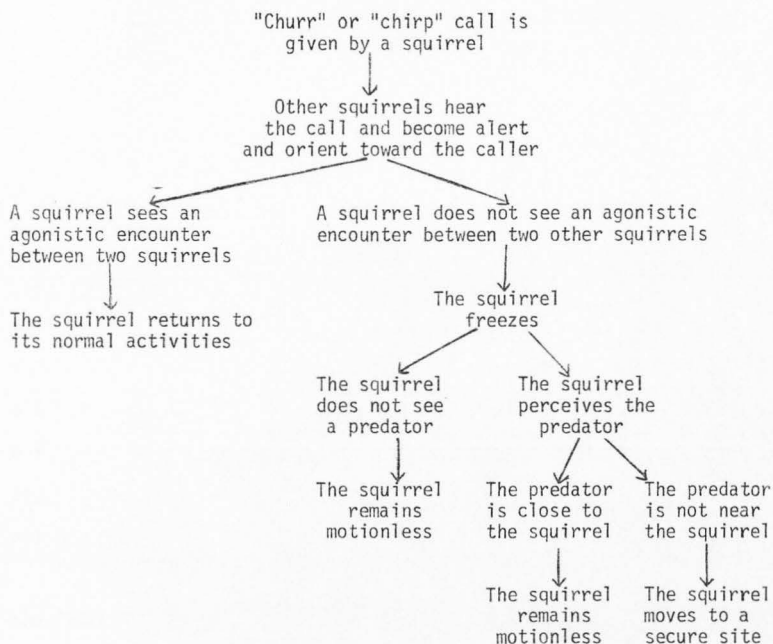 "Churr" or "chirp" call is
given by a squirrel
Other squirrels hear
the call and become alert
and orient toward the caller
A squirrel sees an
agonistic encounter
between two squirrels
The squirrel returns to
its normal activities
A squirrel does not see an agonistic
encounter between two other squirrels
The squirrel
freezes
The squirrel
does not see
a predator
The squirrel
remains
motionless
The squirrel
perceives the
predator
The predator
is close to
the squirrel
The squirrel
remains
motionless
The predator
is not near
the squirrel
The squirrel
moves to a
secure site